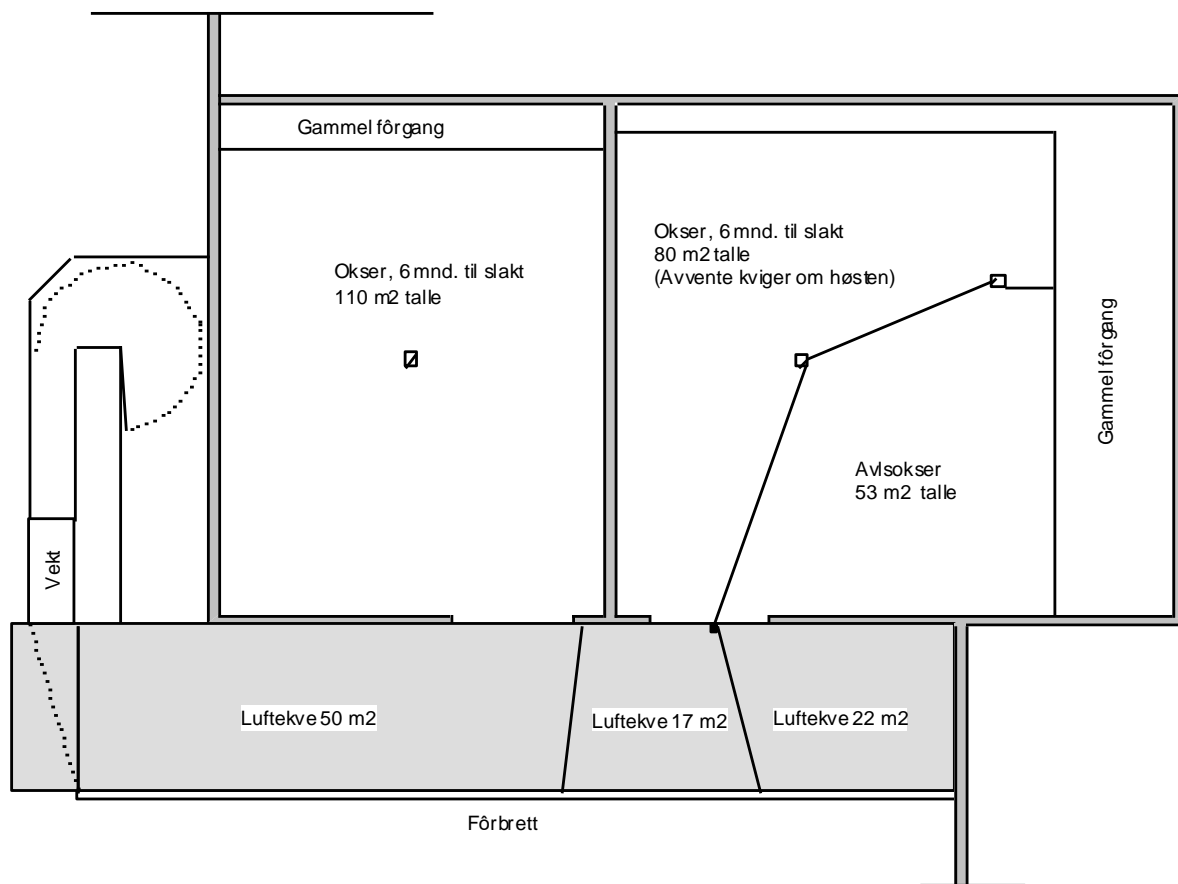 Gammel fôrgang
Okser, 6 mnd. til slakt
110 m2 talle
Okser, 6 mnd. til slakt
80 m2 talle
(Avvente kviger om høsten)
Gammel fôrgang
Avlsokser
53 m2 talle
Vekt
Luftekve 50 m2
Luftekve 17 m2
Luftekve 22 m2
Fôrbrett